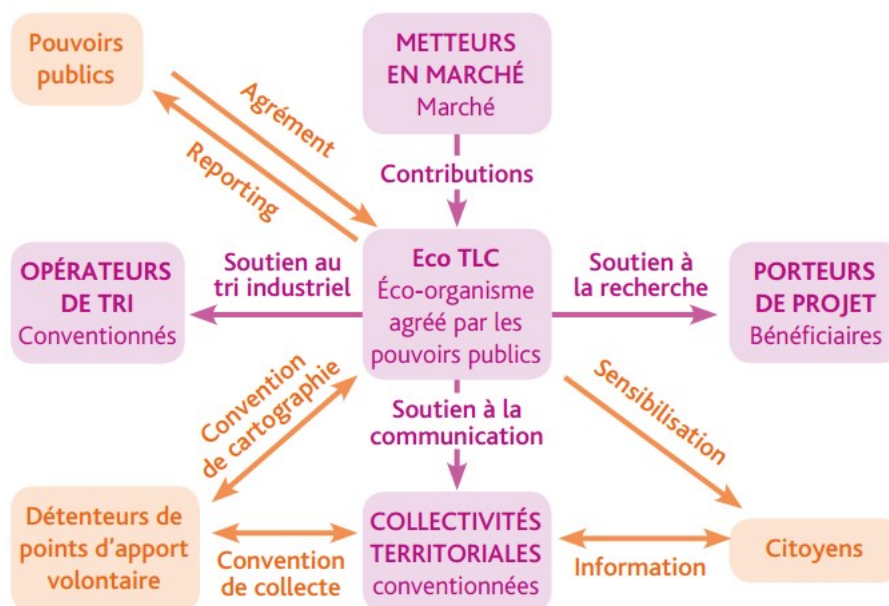 Pouvoirs
publics
METTEURS
EN MARCHÉ
Marché
Agrément
Reporting
Contributions
OPÉRATEURS
DE TRI
Conventionnés
Soutien au
tri industriel
Eco TLC
Éco-organisme
agréé par les
pouvoirs publics
Soutien à
la recherche
PORTEURS
DE PROJET
Bénéficiaires
Convention
de cartographie
Soutien à la
communication
Sensibilisation
Détenteurs de
points d’apport
volontaire
Convention
de collecte
COLLECTIVITÉS
TERRITORIALES
conventionnées
Information
Citoyens